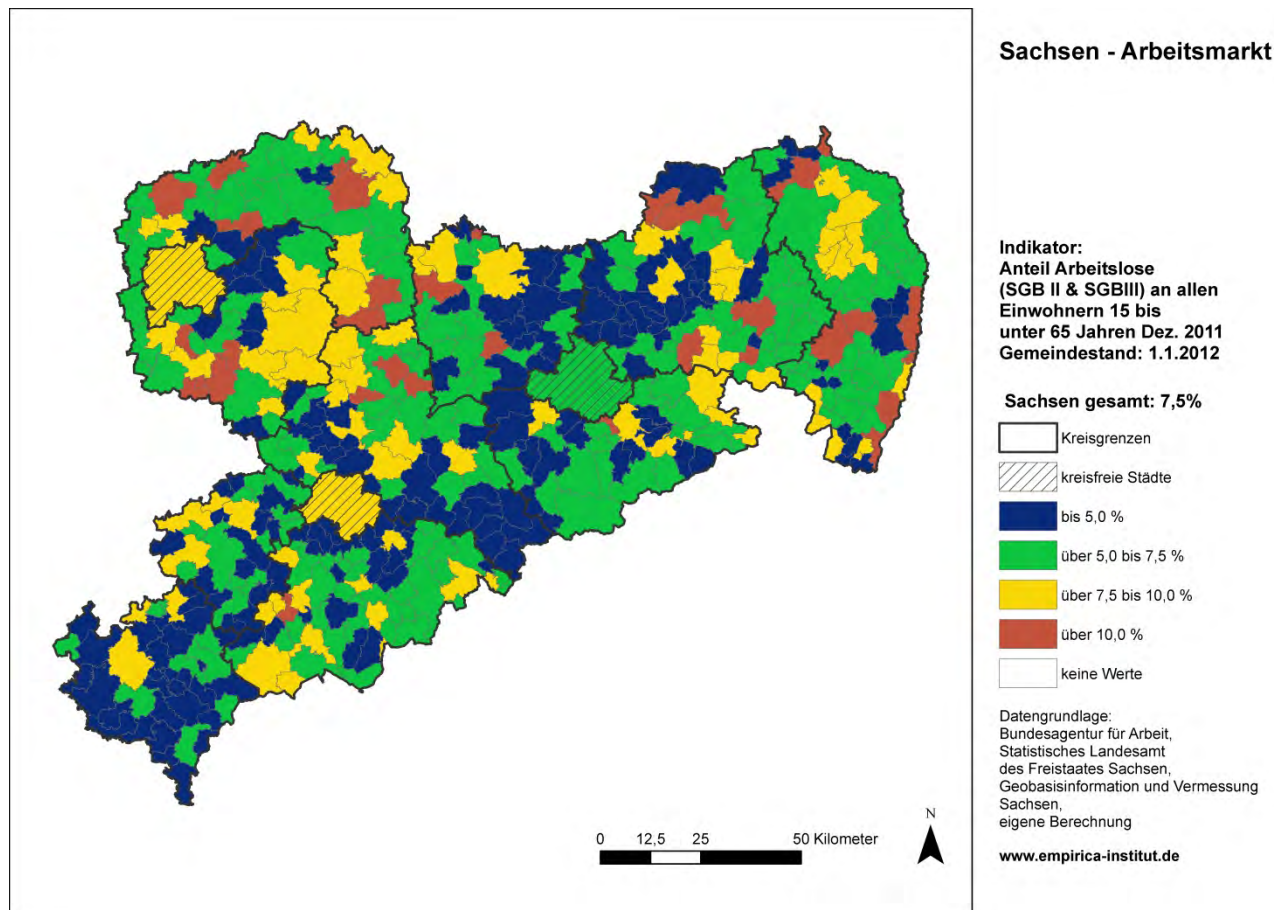 Sachsen - Arbeitsmarkt
Indikator:
Anteil Arbeitslose
(SGB II & SGBIII) an allen
Einwohnern 15 bis
unter 65 Jahren Dez. 2011
Gemeindestand: 1.1.2012
Sachsen gesamt: 7,5%
Kreisgrenzen
kreisfreie Städte
bis 5,0 %
über 5,0 bis 7,5 %
über 7,5 bis 10,0 %
über 10,0 %
keine Werte
Datengrundlage:
Bundesagentur für Arbeit,
Statistisches Landesamt
des Freistaates Sachsen,
Geobasisinformation und Vermessung
Sachsen,
eigene Berechnung
www.empirica-institut.de
N
0 12,5 25 50 Kilometer